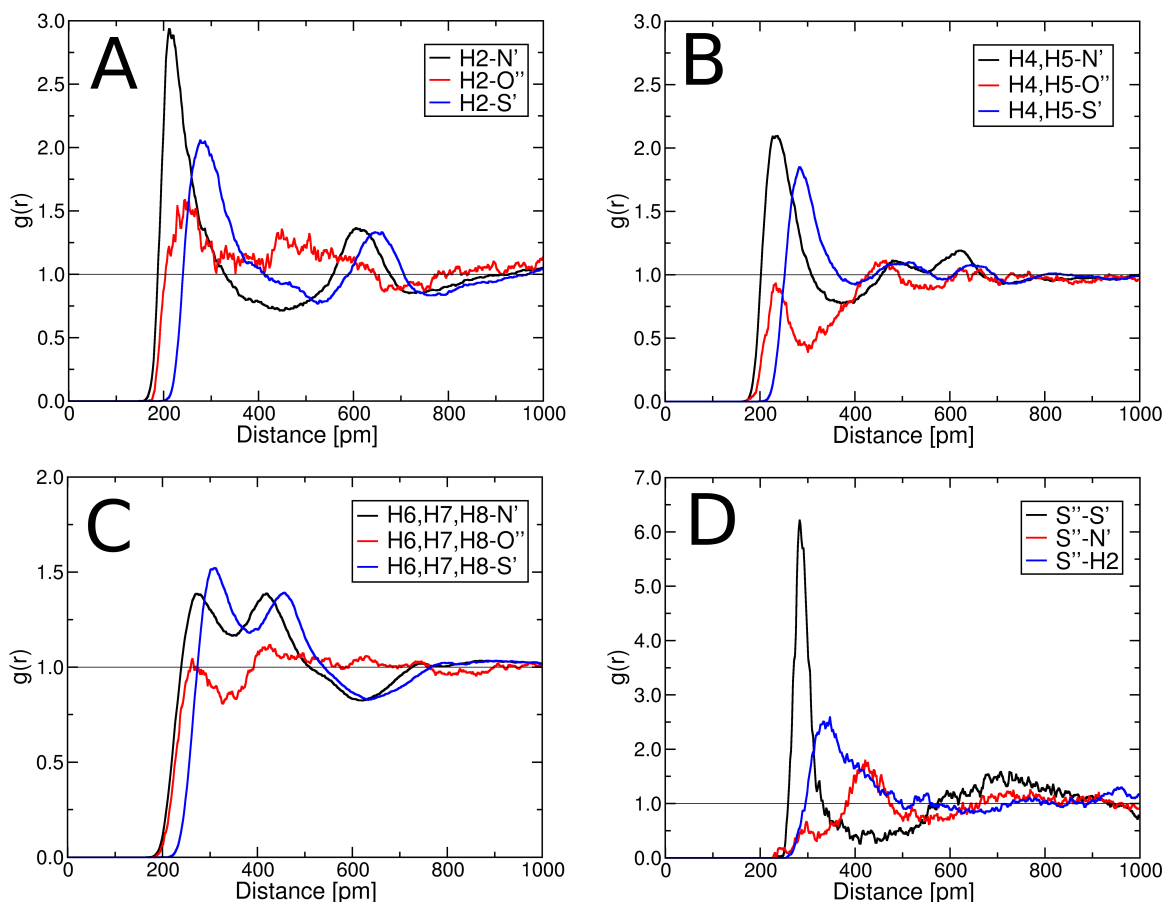 A
H2-N’
H2-O’’
H2-S’
g(r)
3.0
2.5
2.0
1.5
1.0
0.5
0.0
0 200 400 600 800 1000
Distance [pm]
B
H4,H5-N’
H4,H5-O’’
H4,H5-S’
g(r)
3.0
2.5
2.0
1.5
1.0
0.5
0.0
0 200 400 600 800 1000
Distance [pm]
C
H6,H7,H8-N’
H6,H7,H8-O’’
H6,H7,H8-S’
g(r)
2.0
1.5
1.0
0.5
0.0
0 200 400 600 800 1000
Distance [pm]
D
S’’-S’
S’’-N’
S’’-H2
g(r)
7.0
6.0
5.0
4.0
3.0
2.0
1.0
0.0
0 200 400 600 800 1000
Distance [pm]